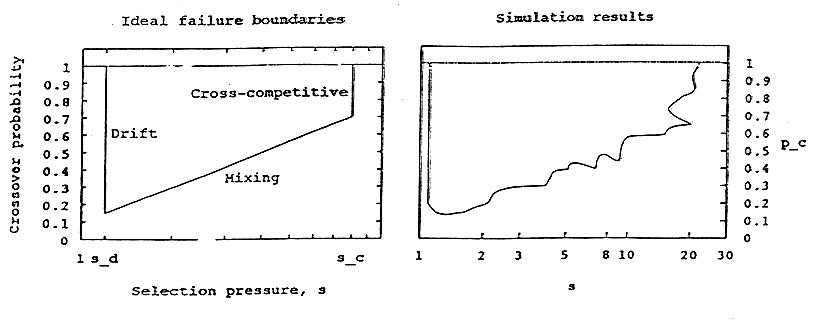 Ideal failure boundaries
Crossover probability
1
0.9
0.8
0.7
0.6
0.5
0.4
0.3
0.2
0.1
0
Cross-competitive
Drift
Mixing
1 s_d s_c
Selection pressure, s
Simulation results
1
0.9
0.8
0.7
0.6
0.5
0.4
0.3
0.2
0.1
0
p_c
1 2 3 5 8 10 20 30
s